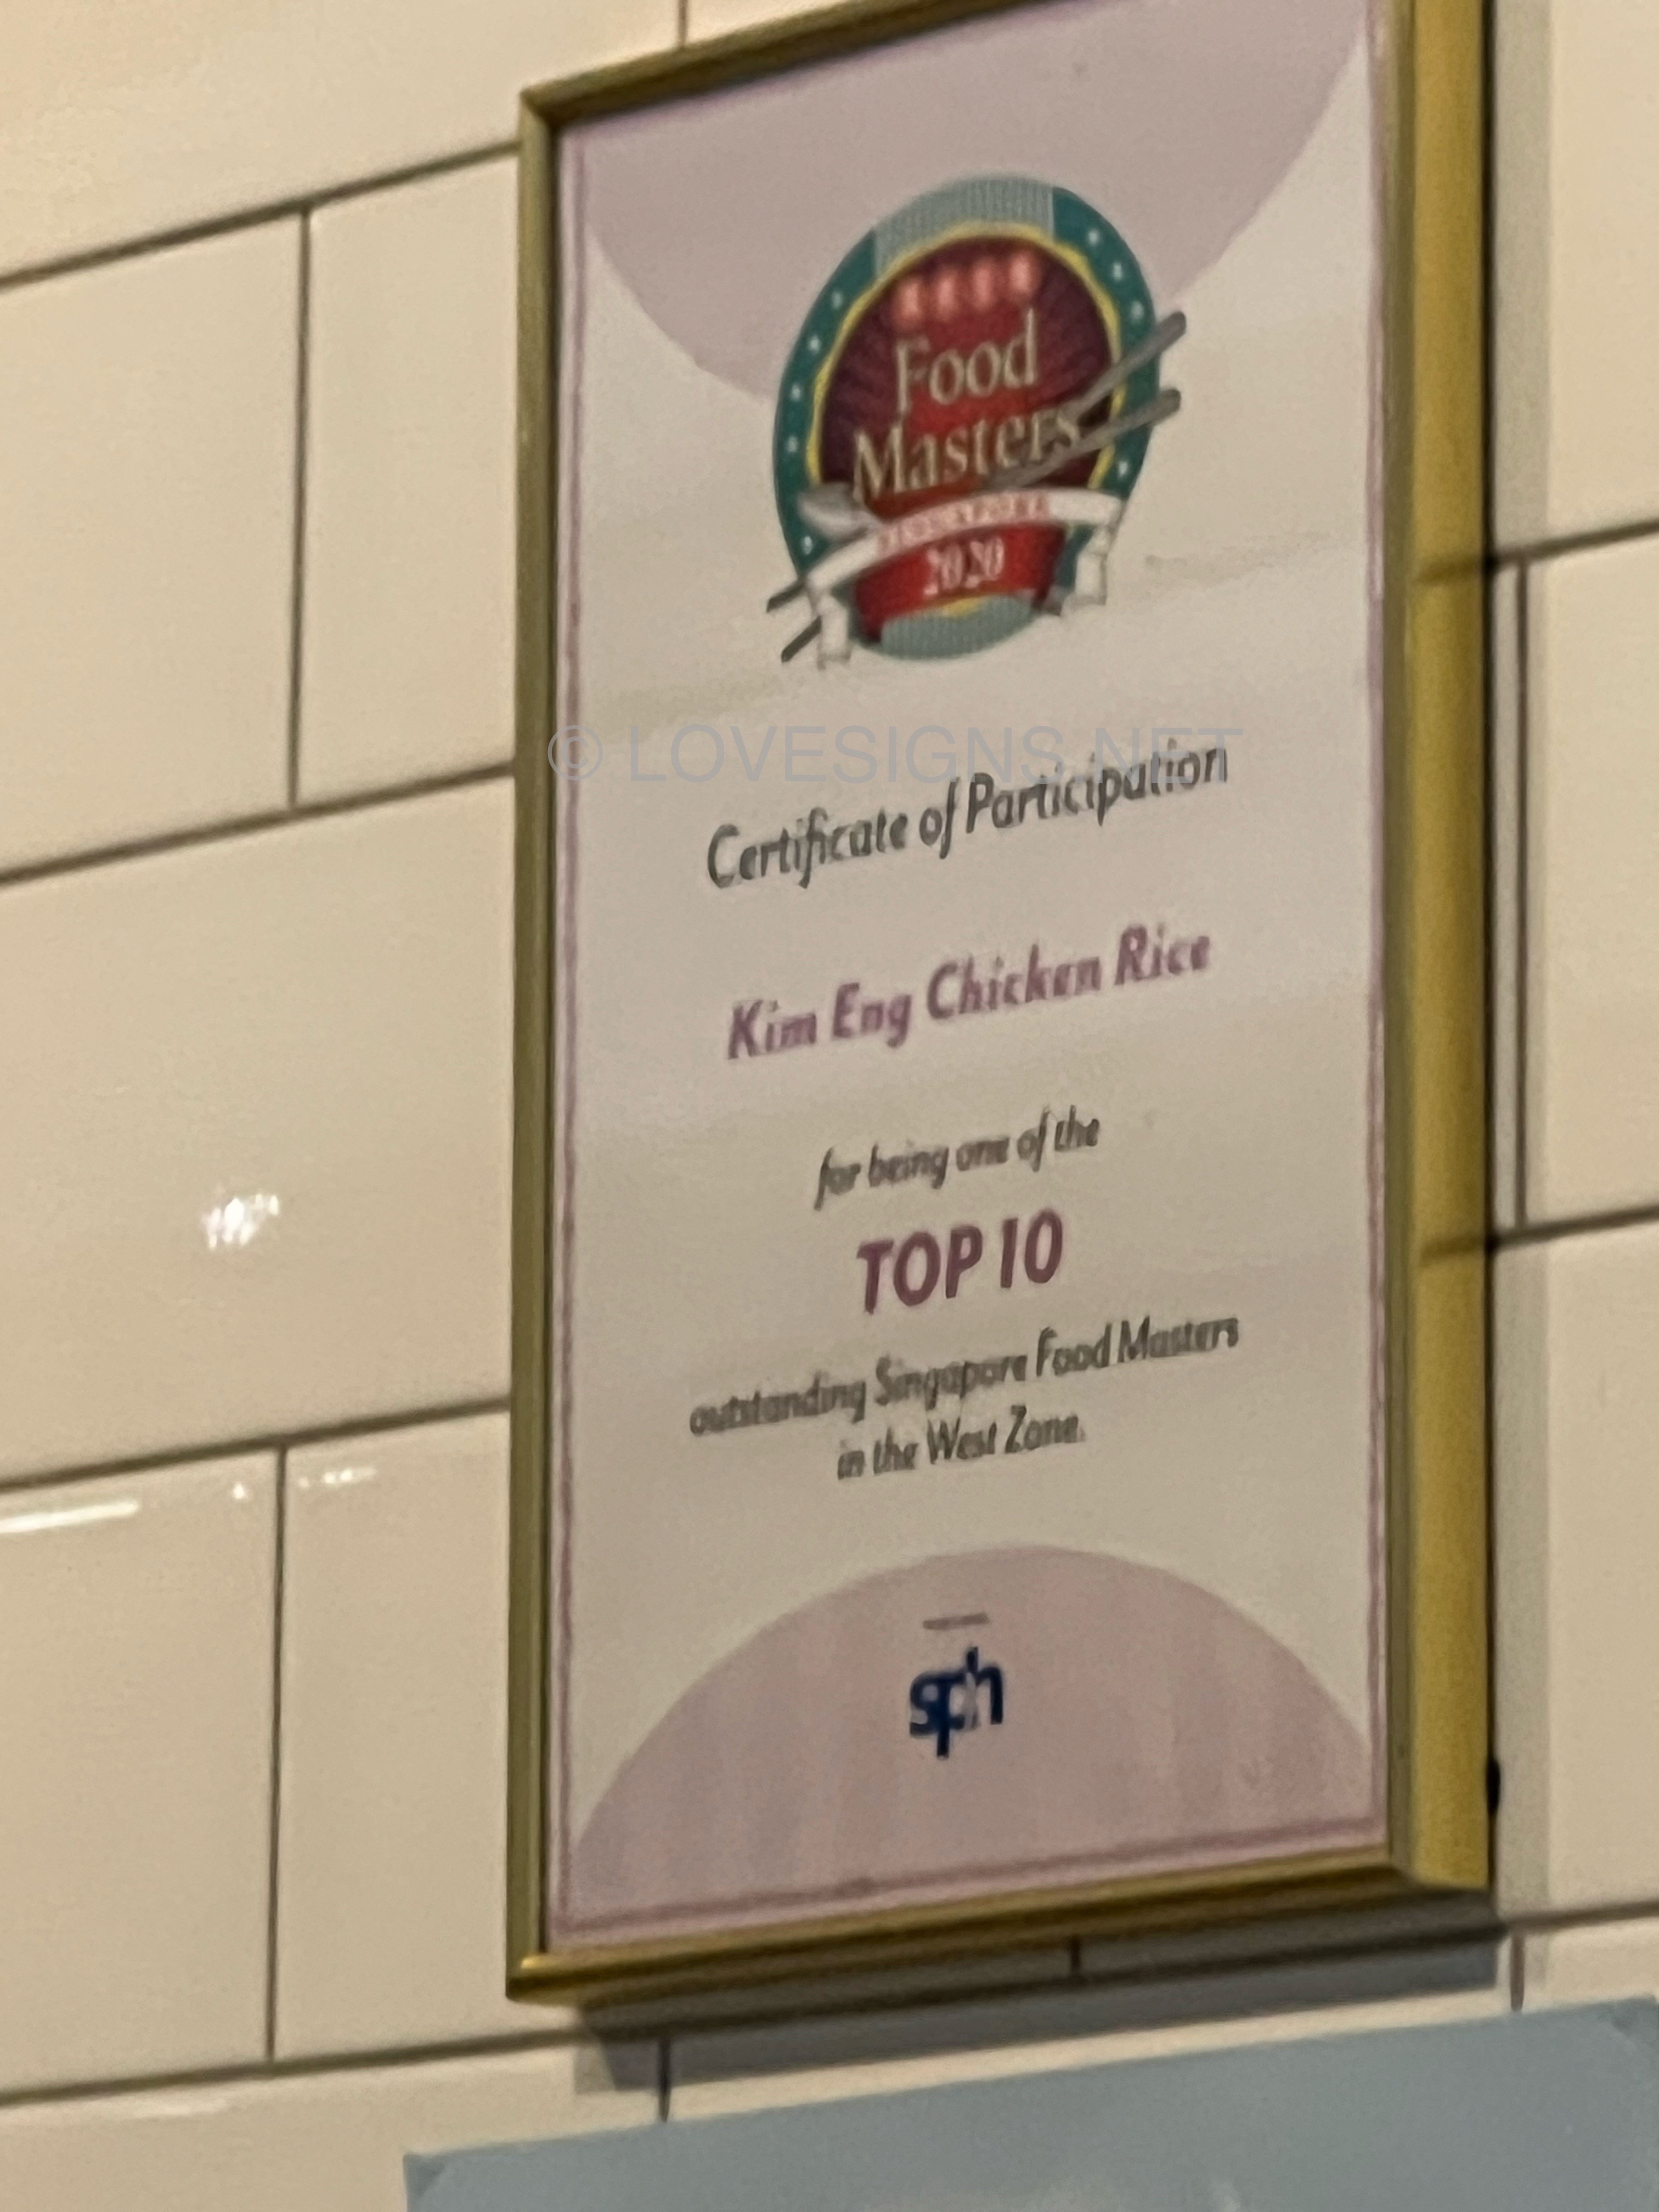 Food
Masters
SINGAPORE
2020
© LOVESIGNS.NET
Certificate of Participation
Kim Eng Chicken Rice
for being one of the
TOP 10
outstanding Singapore Food Masters
in the West Zone.
sph